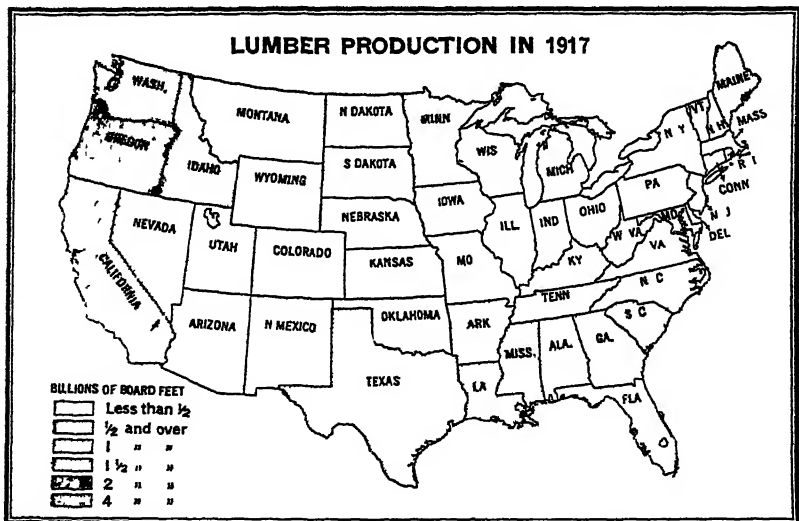 LUMBER PRODUCTION IN 1917
WASH.
MONTANA
N DAKOTA
MINN
MAINE
VT.
N H
MASS
OREGON
IDAHO
WYOMING
S DAKOTA
WIS
MICH
N Y
R I
CONN
NEVADA
UTAH
COLORADO
NEBRASKA
IOWA
ILL.
IND
OHIO
PA
N J
MD.
DEL
CALIFORNIA
KANSAS
MO
KY
W VA.
VA
ARIZONA
N MEXICO
OKLAHOMA
ARK
TENN
N C
S C
TEXAS
LA
MISS.
ALA.
GA.
FLA
BILLIONS OF BOARD FEET
Less than ½
½ and over
1 " "
1 ½ " "
2 " "
4 " "